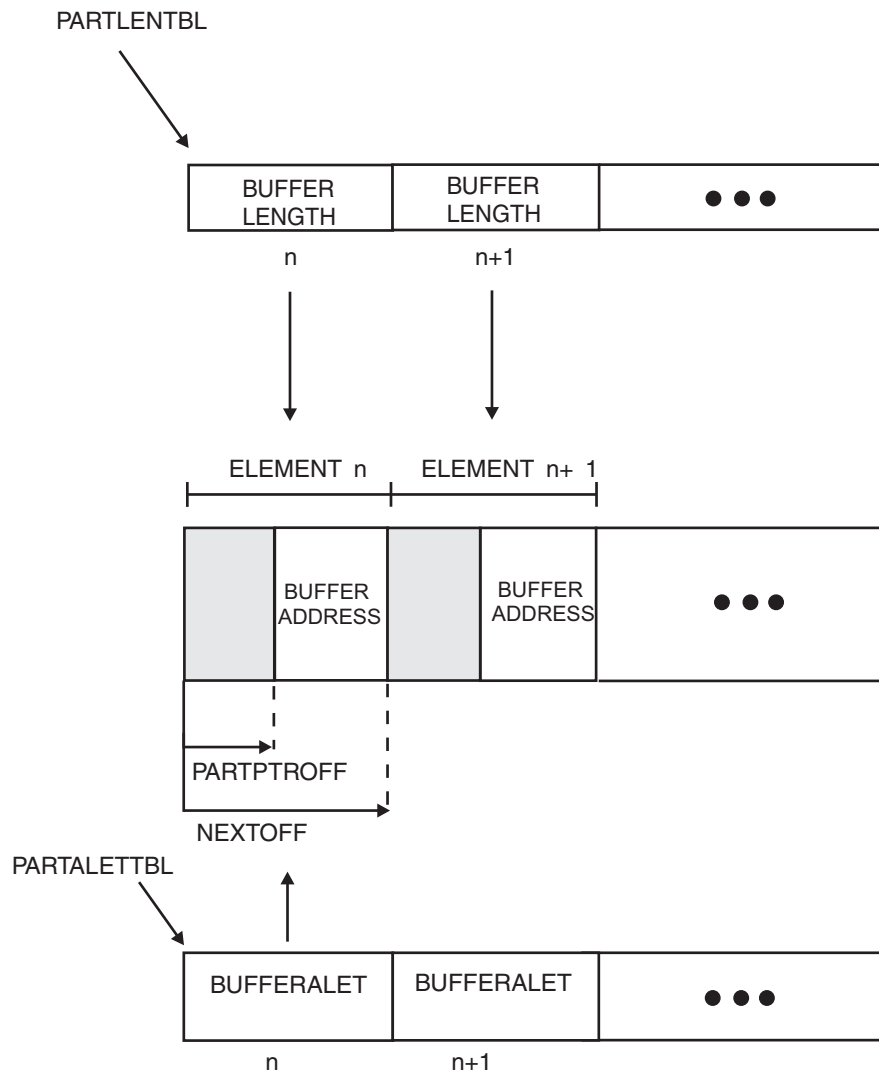 PARTLENTBL
BUFFER LENGTH
BUFFER LENGTH
n
n+1
ELEMENT n
ELEMENT n+ 1
BUFFER ADDRESS
BUFFER ADDRESS
PARTPTROFF
NEXTOFF
PARTALETTBL
BUFFERALET
BUFFERALET
n
n+1